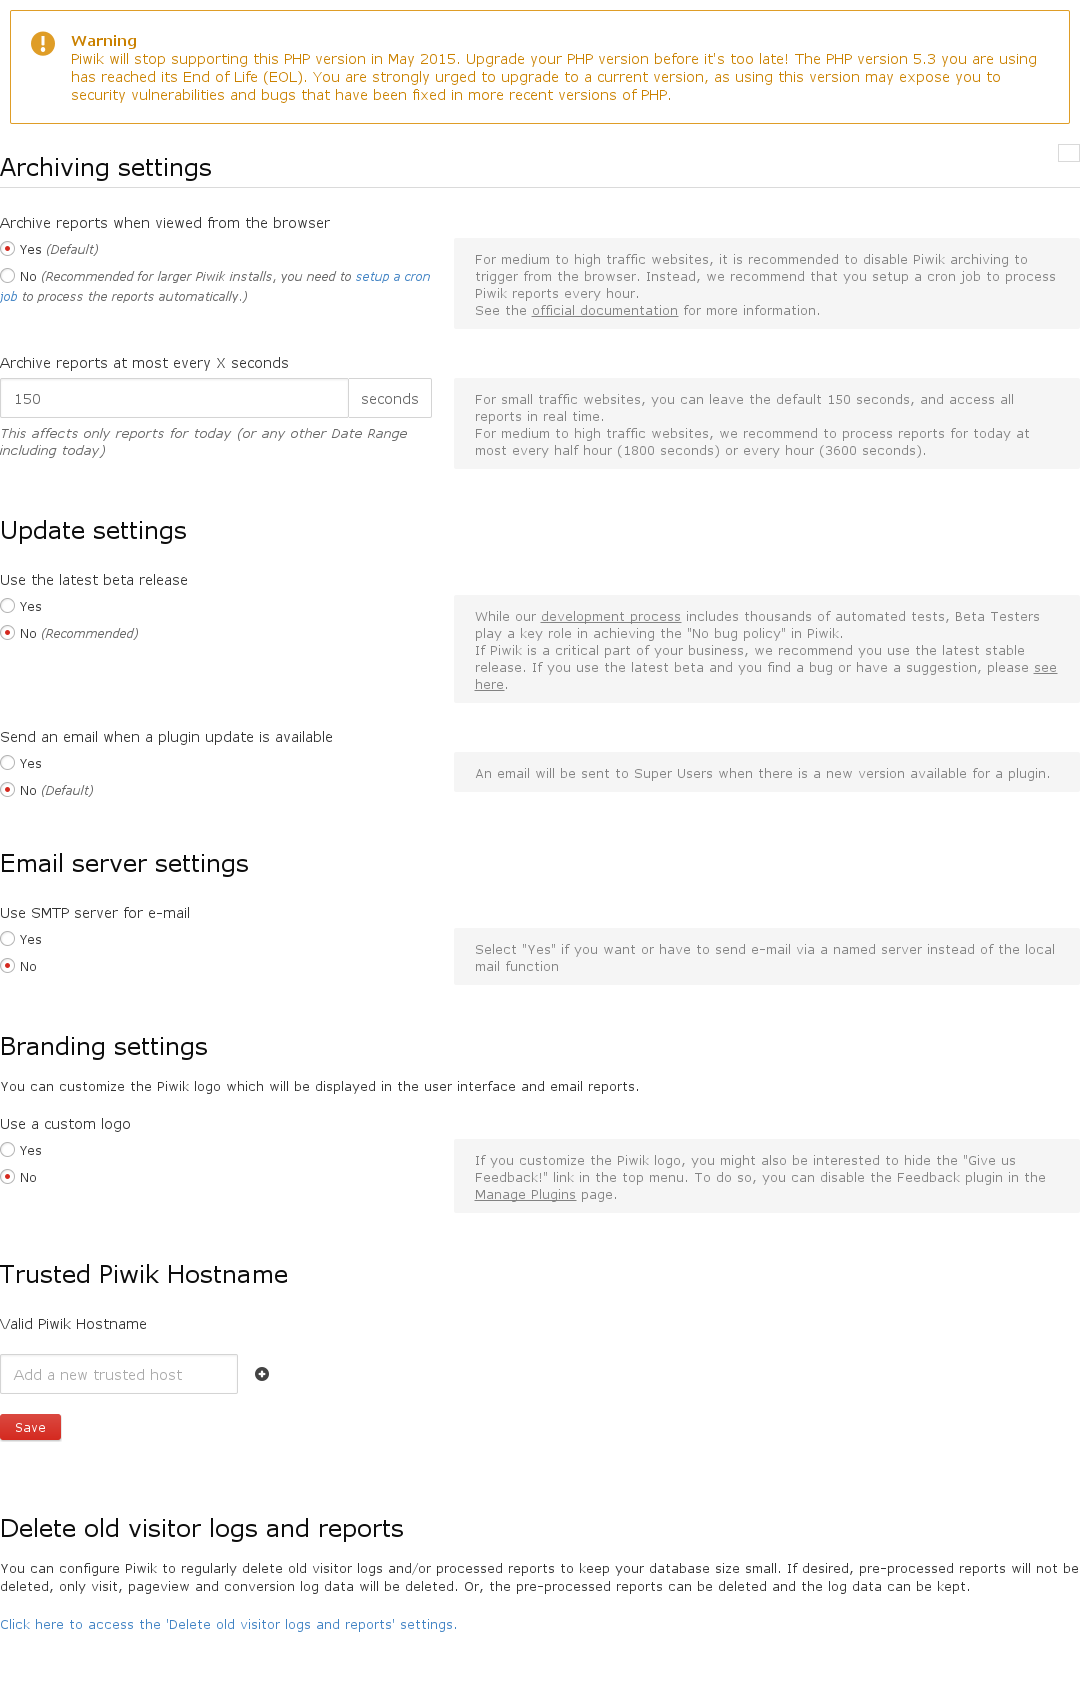 Warning
Piwik will stop supporting this PHP version in May 2015. Upgrade your PHP version before it's too late! The PHP version 5.3 you are using
has reached its End of Life (EOL). You are strongly urged to upgrade to a current version, as using this version may expose you to
security vulnerabilities and bugs that have been fixed in more recent versions of PHP.
Archiving settings
Archive reports when viewed from the browser
Yes (Default)
No (Recommended for larger Piwik installs, you need to setup a cron
job to process the reports automatically.)
For medium to high traffic websites, it is recommended to disable Piwik archiving to
trigger from the browser. Instead, we recommend that you setup a cron job to process
Piwik reports every hour.
See the official documentation for more information.
Archive reports at most every X seconds
150 seconds
This affects only reports for today (or any other Date Range
including today)
For small traffic websites, you can leave the default 150 seconds, and access all
reports in real time.
For medium to high traffic websites, we recommend to process reports for today at
most every half hour (1800 seconds) or every hour (3600 seconds).
Update settings
Use the latest beta release
Yes
No (Recommended)
While our development process includes thousands of automated tests, Beta Testers
play a key role in achieving the "No bug policy" in Piwik.
If Piwik is a critical part of your business, we recommend you use the latest stable
release. If you use the latest beta and you find a bug or have a suggestion, please see
here.
Send an email when a plugin update is available
Yes
No (Default)
An email will be sent to Super Users when there is a new version available for a plugin.
Email server settings
Use SMTP server for e-mail
Yes
No
Select "Yes" if you want or have to send e-mail via a named server instead of the local
mail function
Branding settings
You can customize the Piwik logo which will be displayed in the user interface and email reports.
Use a custom logo
Yes
No
If you customize the Piwik logo, you might also be interested to hide the "Give us
Feedback!" link in the top menu. To do so, you can disable the Feedback plugin in the
Manage Plugins page.
Trusted Piwik Hostname
Valid Piwik Hostname
Add a new trusted host
Save
Delete old visitor logs and reports
You can configure Piwik to regularly delete old visitor logs and/or processed reports to keep your database size small. If desired, pre-processed reports will not be
deleted, only visit, pageview and conversion log data will be deleted. Or, the pre-processed reports can be deleted and the log data can be kept.
Click here to access the 'Delete old visitor logs and reports' settings.